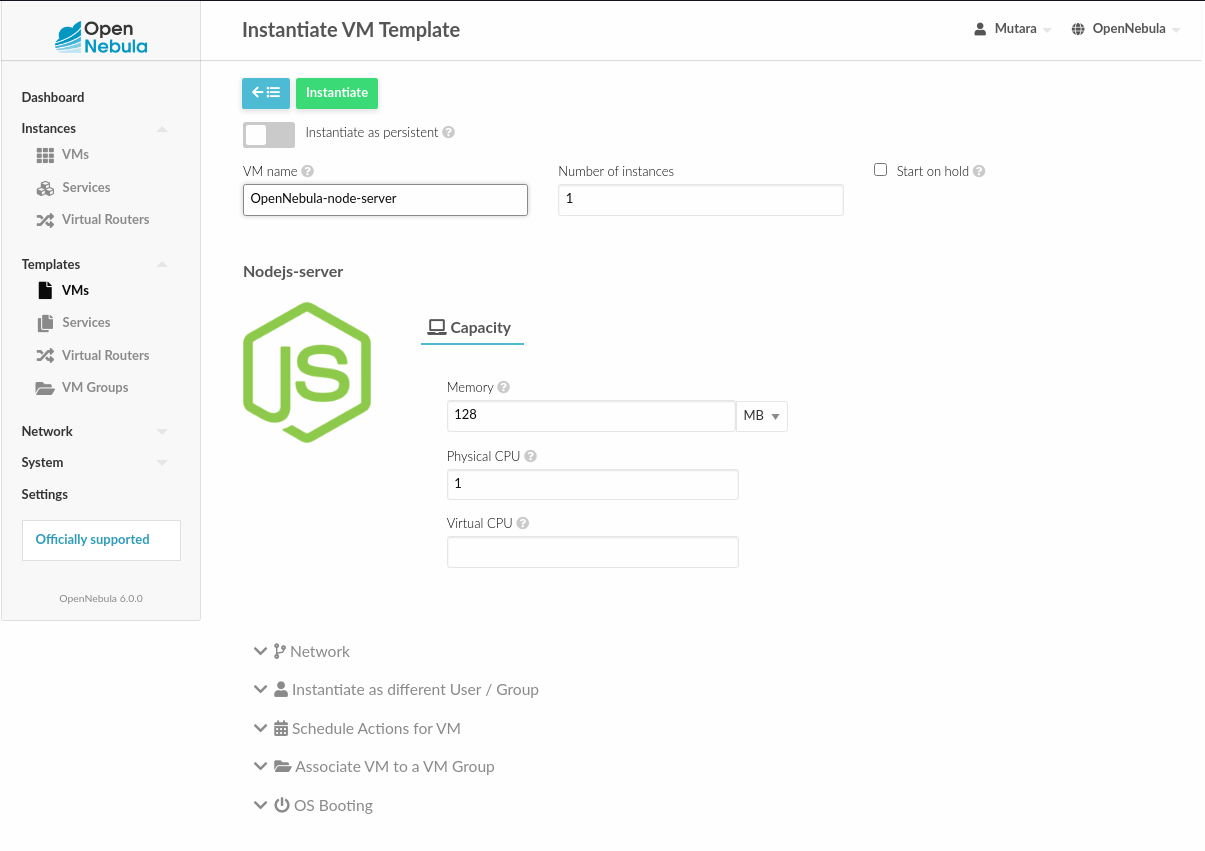 Open
Nebula
Instantiate VM Template
Mutara
OpenNebula
Dashboard
Instances
VMs
Services
Virtual Routers
Templates
VMs
Services
Virtual Routers
VM Groups
Network
System
Settings
Officially supported
OpenNebula 6.0.0
Instantiate
Instantiate as persistent
VM name
Number of instances
Start on hold
OpenNebula-node-server
1
Nodejs-server
JS
Capacity
Memory
128
MB
Physical CPU
1
Virtual CPU
Network
Instantiate as different User / Group
Schedule Actions for VM
Associate VM to a VM Group
OS Booting